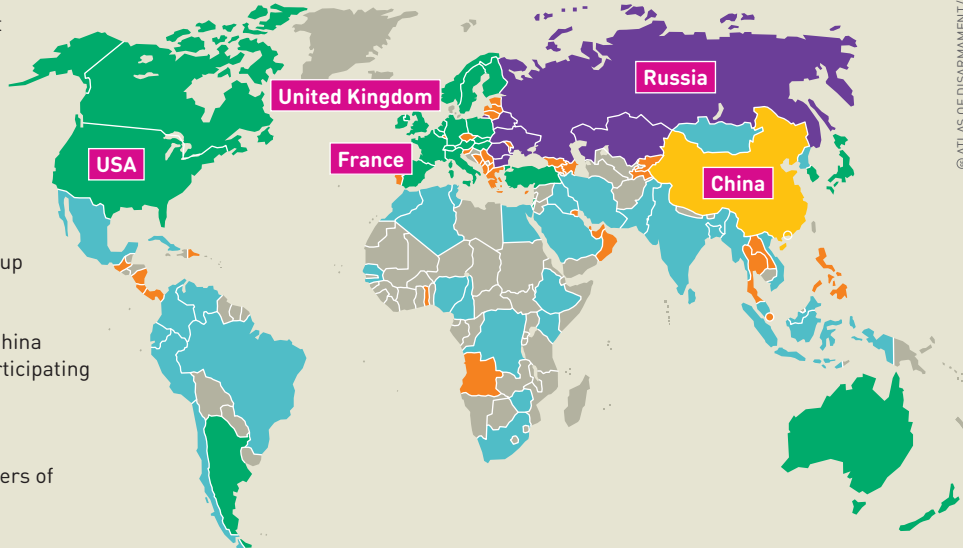 t
up
hina
rticipating
ers of
United Kingdom
Russia
USA
France
China
© ATLAS OF DISARMAMENT/